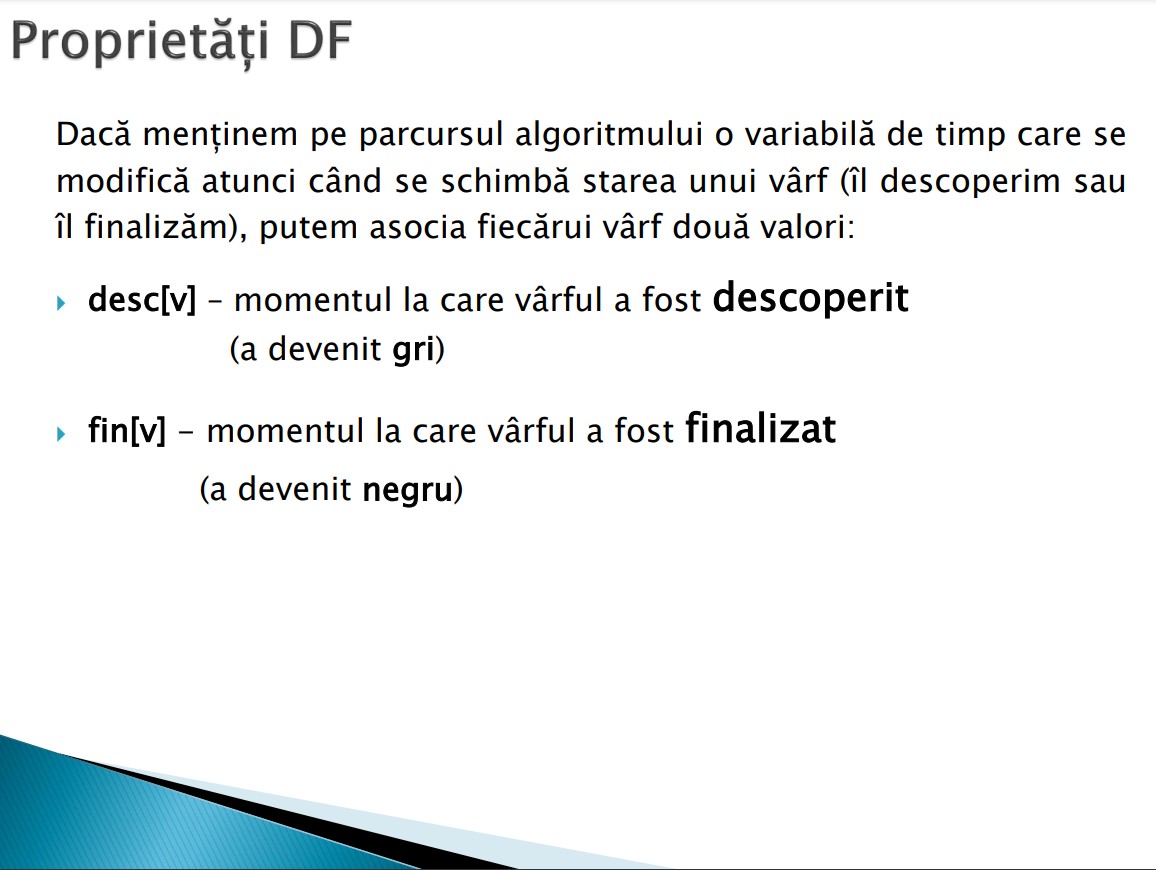 Proprietăți DF
Dacă menținem pe parcursul algoritmului o variabilă de timp care se
modifică atunci când se schimbă starea unui vârf (îl descoperim sau
îl finalizăm), putem asocia fiecărui vârf două valori:
desc[v] – momentul la care vârful a fost descoperit
(a devenit gri)
fin[v] – momentul la care vârful a fost finalizat
(a devenit negru)